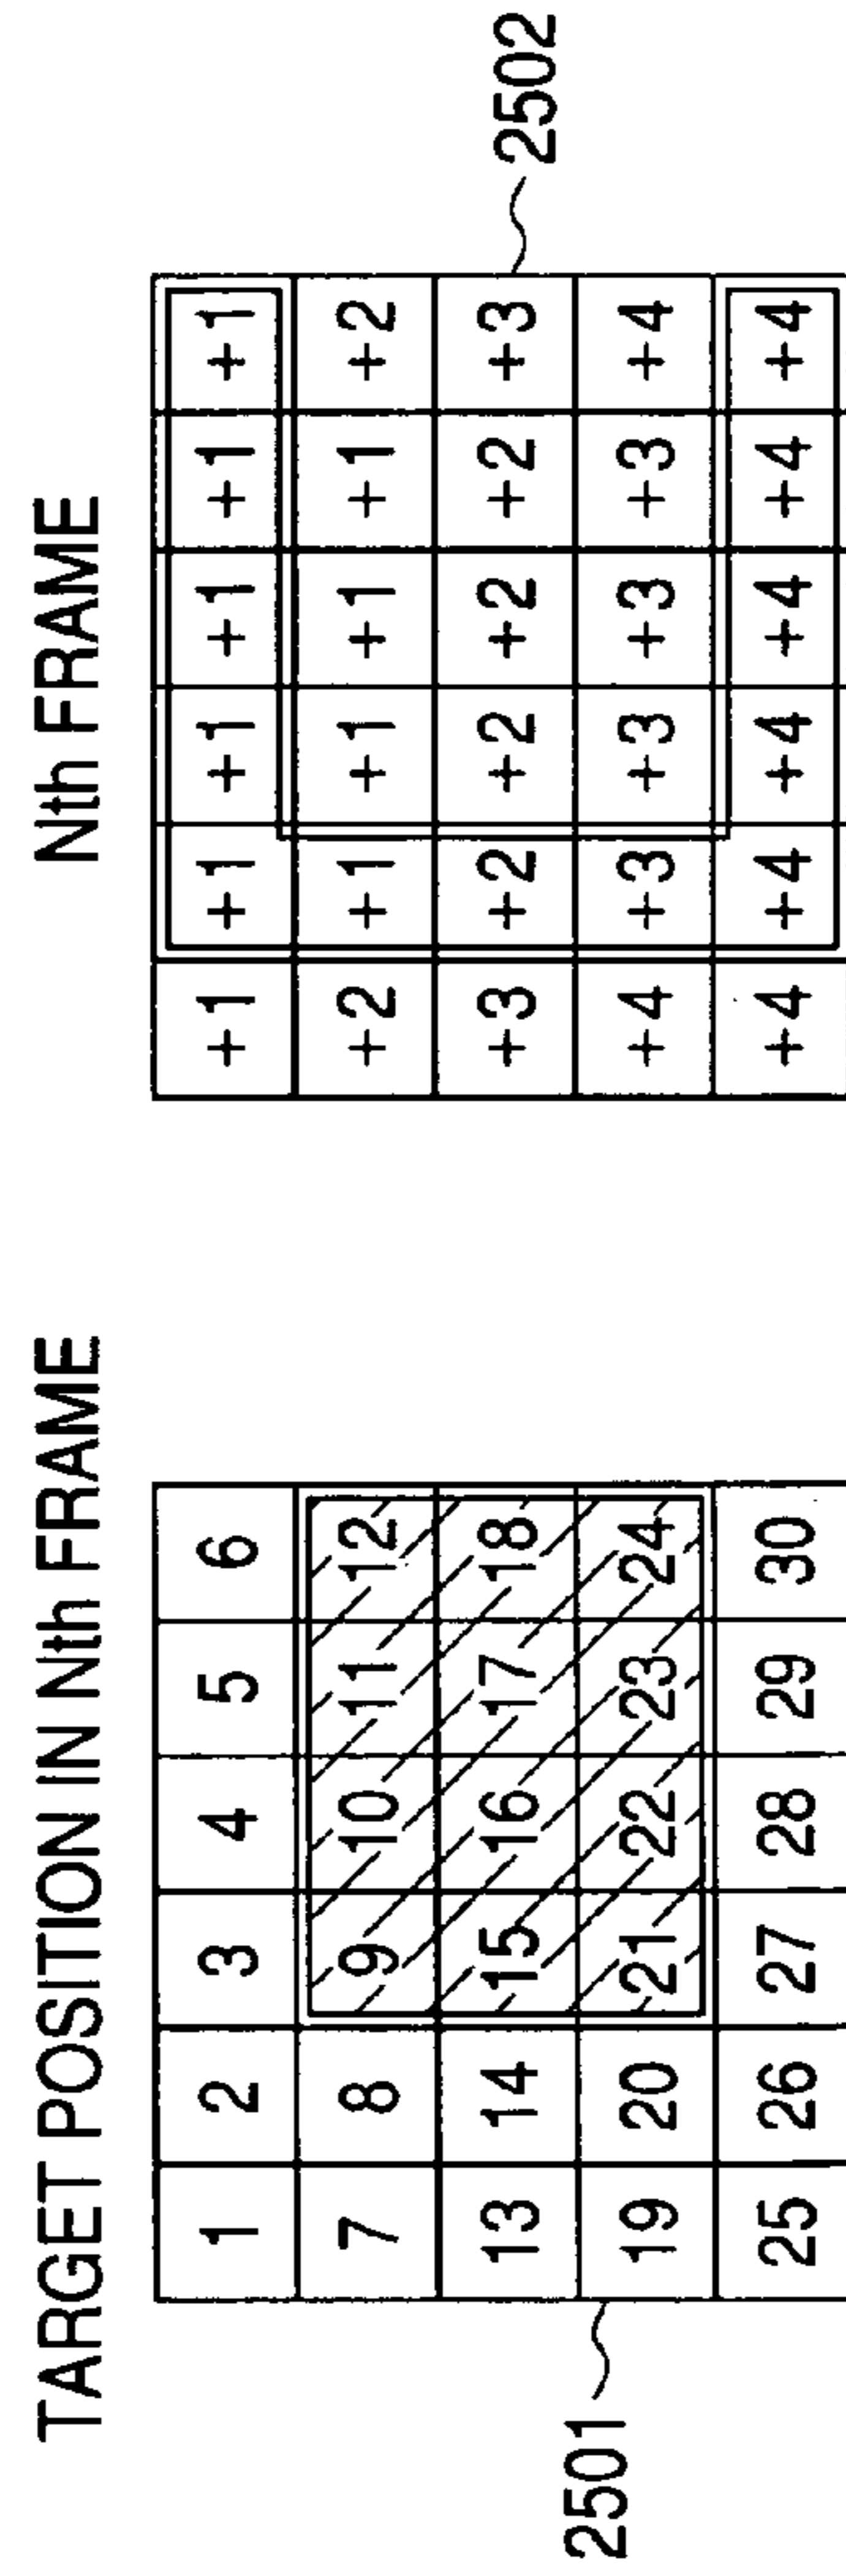 TARGET POSITION IN Nth FRAME
1 2 3 4 5 6
7 8 9 10 11 12
13 14 15 16 17 18
19 20 21 22 23 24
25 26 27 28 29 30
2501
Nth FRAME
+1 +1 +1 +1 +1 +1
+2 +1 +1 +1 +1 +2
+3 +2 +2 +2 +2 +3
+4 +3 +3 +3 +3 +4
+4 +4 +4 +4 +4 +4
2502